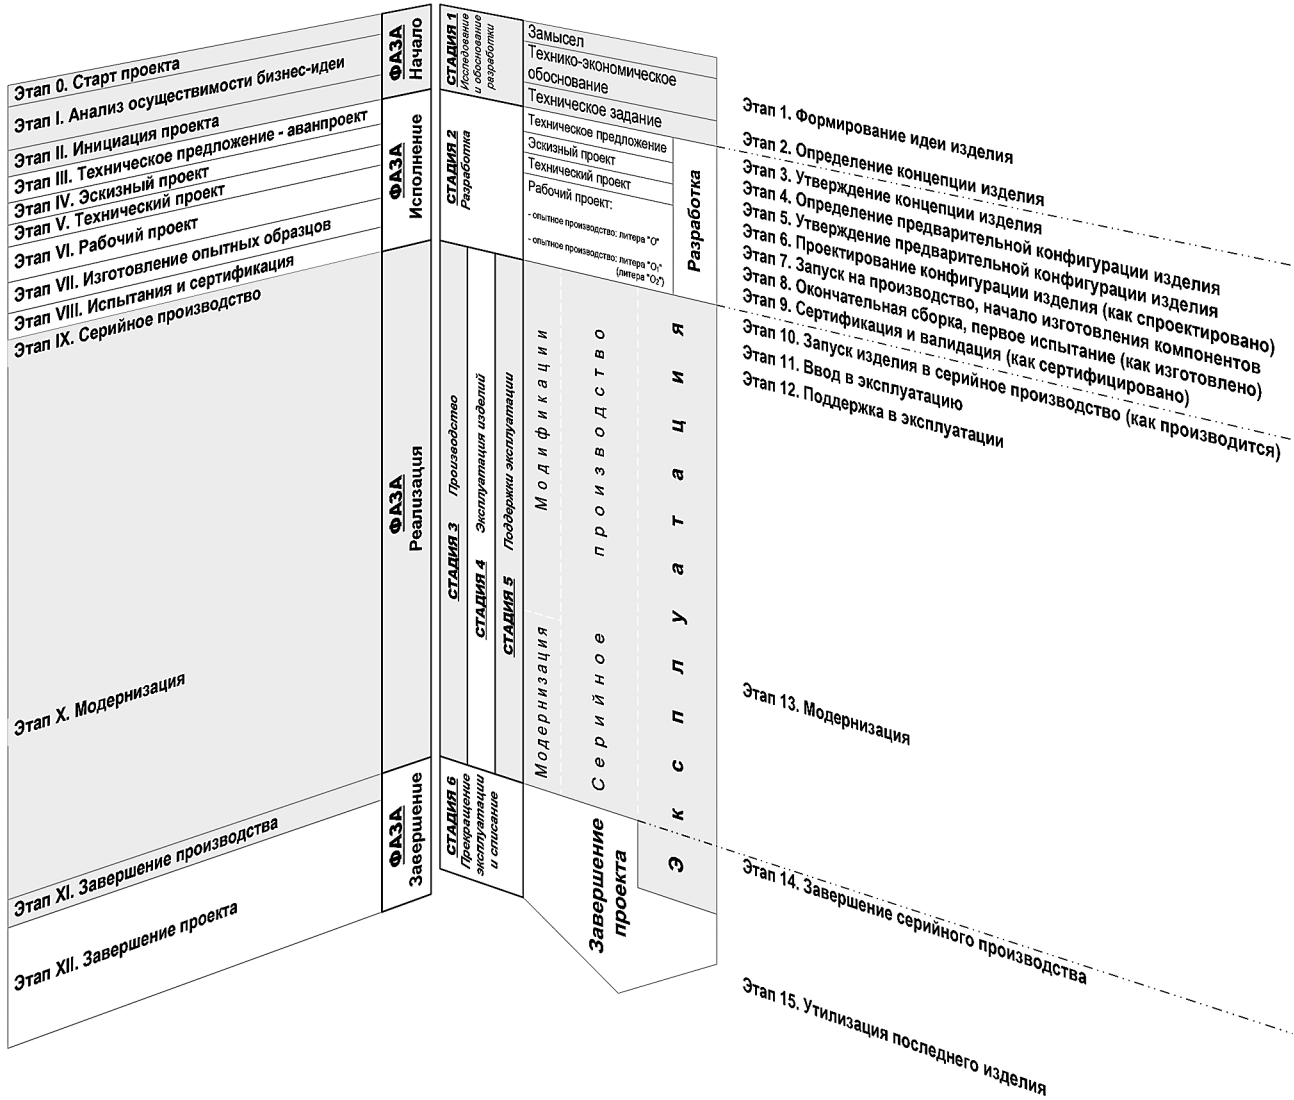 Этап 0. Старт проекта
Этап I. Анализ осуществимости бизнес-идеи
Этап II. Инициация проекта
Этап III. Техническое предложение - аванпроект
Этап IV. Эскизный проект
Этап V. Технический проект
Этап VI. Рабочий проект
Этап VII. Изготовление опытных образцов
Этап VIII. Испытания и сертификация
Этап IX. Серийное производство
Этап X. Модернизация
Этап XI. Завершение производства
Этап XII. Завершение проекта
ФАЗА
Начало
ФАЗА
Исполнение
ФАЗА
Реализация
ФАЗА
Завершение
СТАДИЯ 1
Исследование
и обоснование
разработки
СТАДИЯ 2
Разработка
СТАДИЯ 3 Производство
СТАДИЯ 4 Эксплуатация изделий
СТАДИЯ 5 Поддержки эксплуатации
СТАДИЯ 6
Прекращение
эксплуатации
и списание
Замысел
Технико-экономическое
обоснование
Техническое задание
Техническое предложение
Эскизный проект
Технический проект
Рабочий проект:
- опытное производство: литера "О"
- опытное производство: литера "О1"
(литера "О2")
Разработка
Модификации
Модернизация
Серийное производство
Эксплуатация
Завершение
проекта
Этап 1. Формирование идеи изделия
Этап 2. Определение концепции изделия
Этап 3. Утверждение концепции изделия
Этап 4. Определение предварительной конфигурации изделия
Этап 5. Утверждение предварительной конфигурации изделия
Этап 6. Проектирование конфигурации изделия (как спроектировано)
Этап 7. Запуск на производство, начало изготовления компонентов
Этап 8. Окончательная сборка, первое испытание (как изготовлено)
Этап 9. Сертификация и валидация (как сертифицировано)
Этап 10. Запуск изделия в серийное производство (как производится)
Этап 11. Ввод в эксплуатацию
Этап 12. Поддержка в эксплуатации
Этап 13. Модернизация
Этап 14. Завершение серийного производства
Этап 15. Утилизация последнего изделия